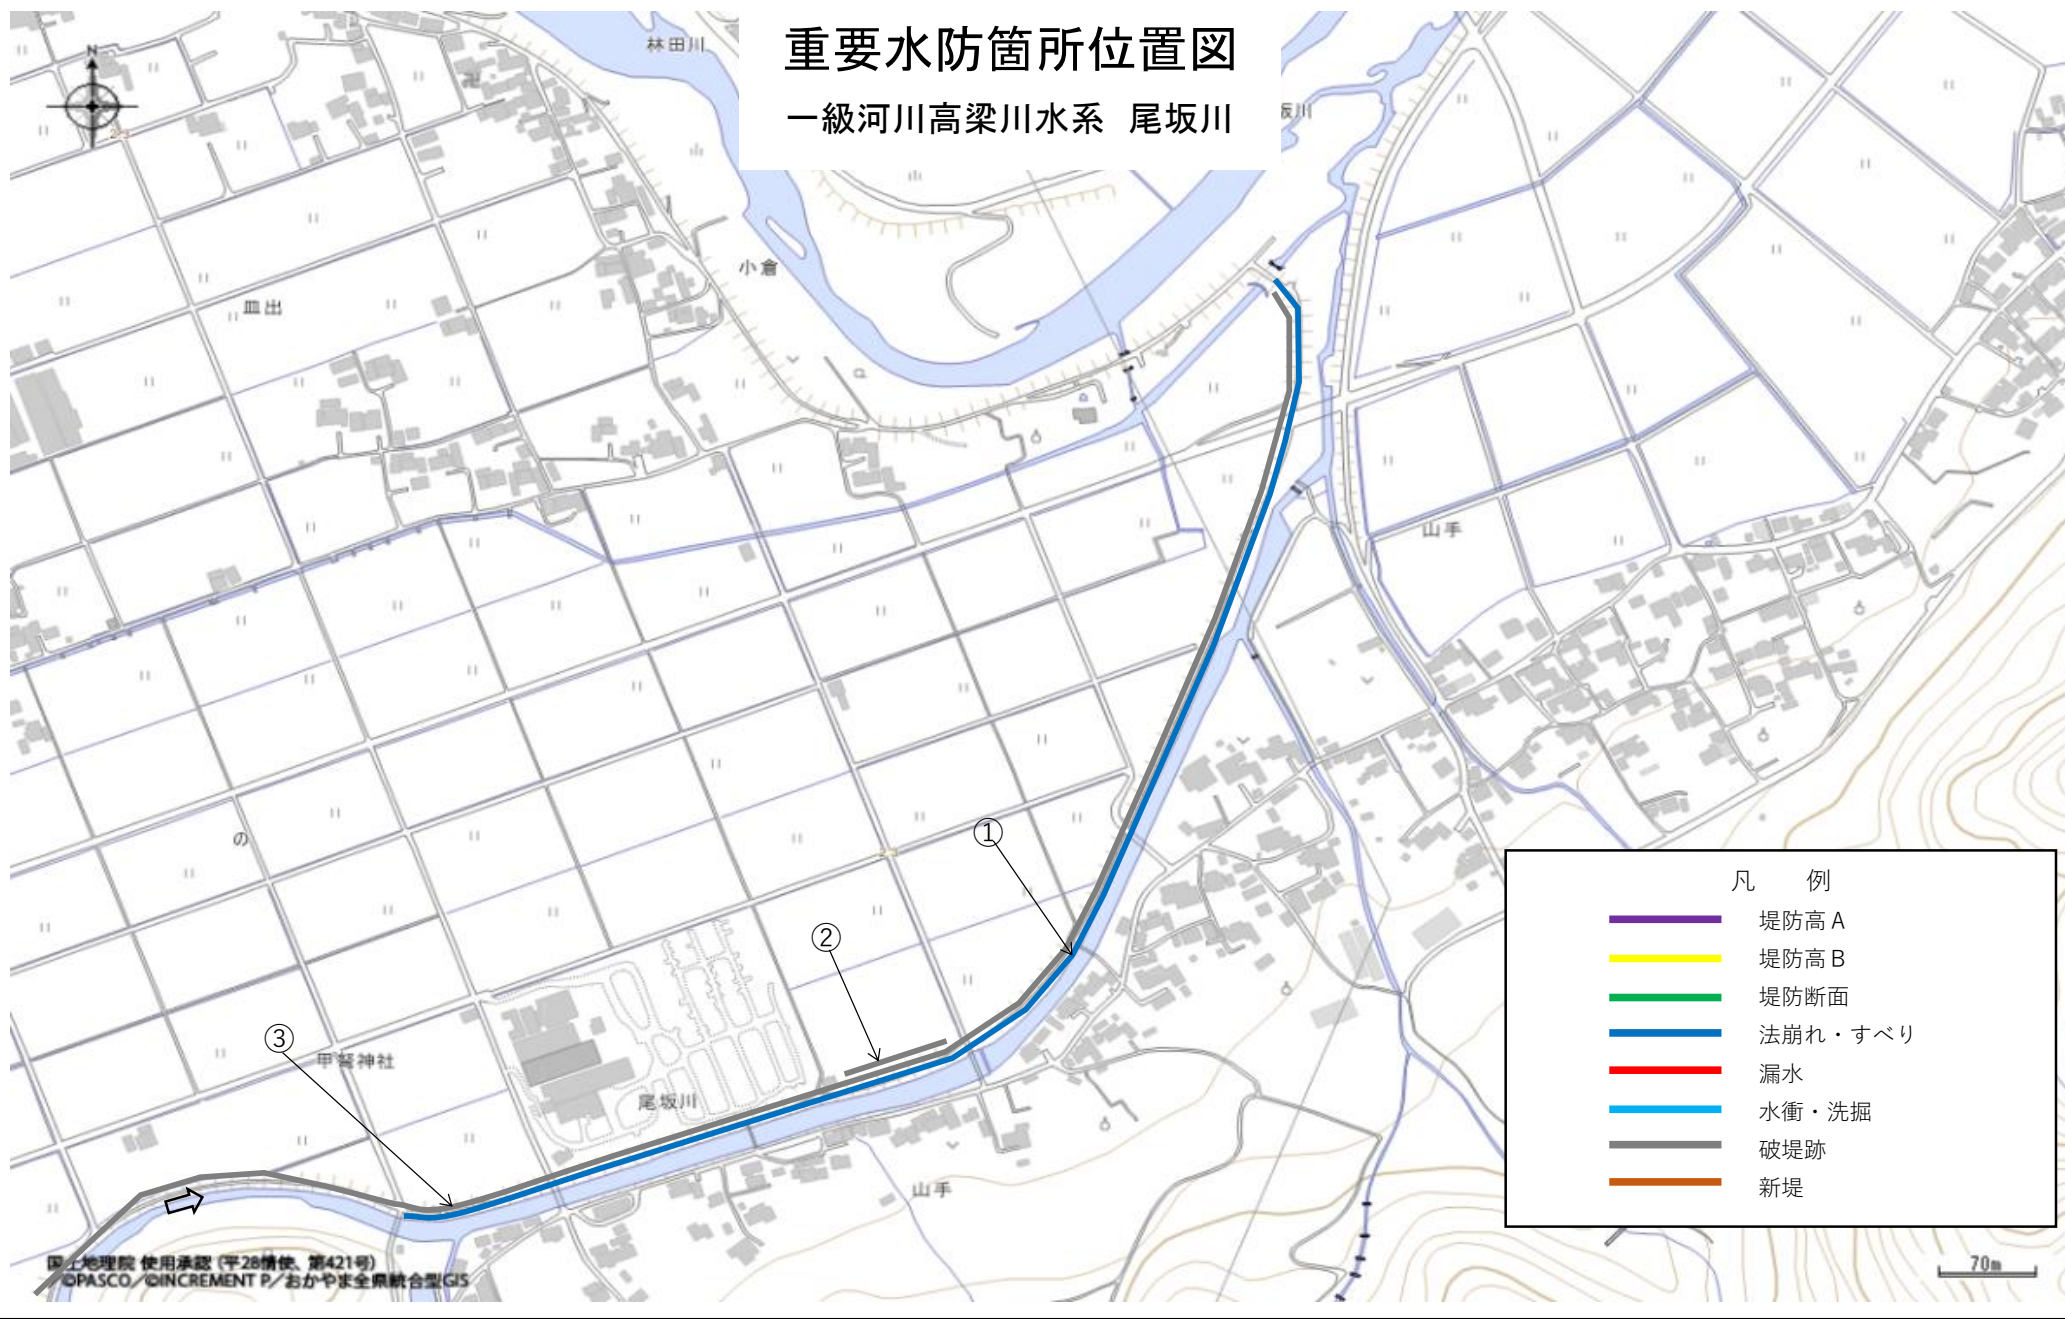 重要水防箇所位置図
一級河川高梁川水系 尾坂川
林田川
坂川
N
小倉
皿出
山手
の
①
②
③
甲弩神社
尾坂川
山手
凡 例
堤防高A
堤防高B
堤防断面
法崩れ・すべり
漏水
水衝・洗掘
破堤跡
新堤
国土地理院 使用承認(平28情使、第421号)
©PASCO/©INCREMENT P/おかやま全県統合型GIS
70m